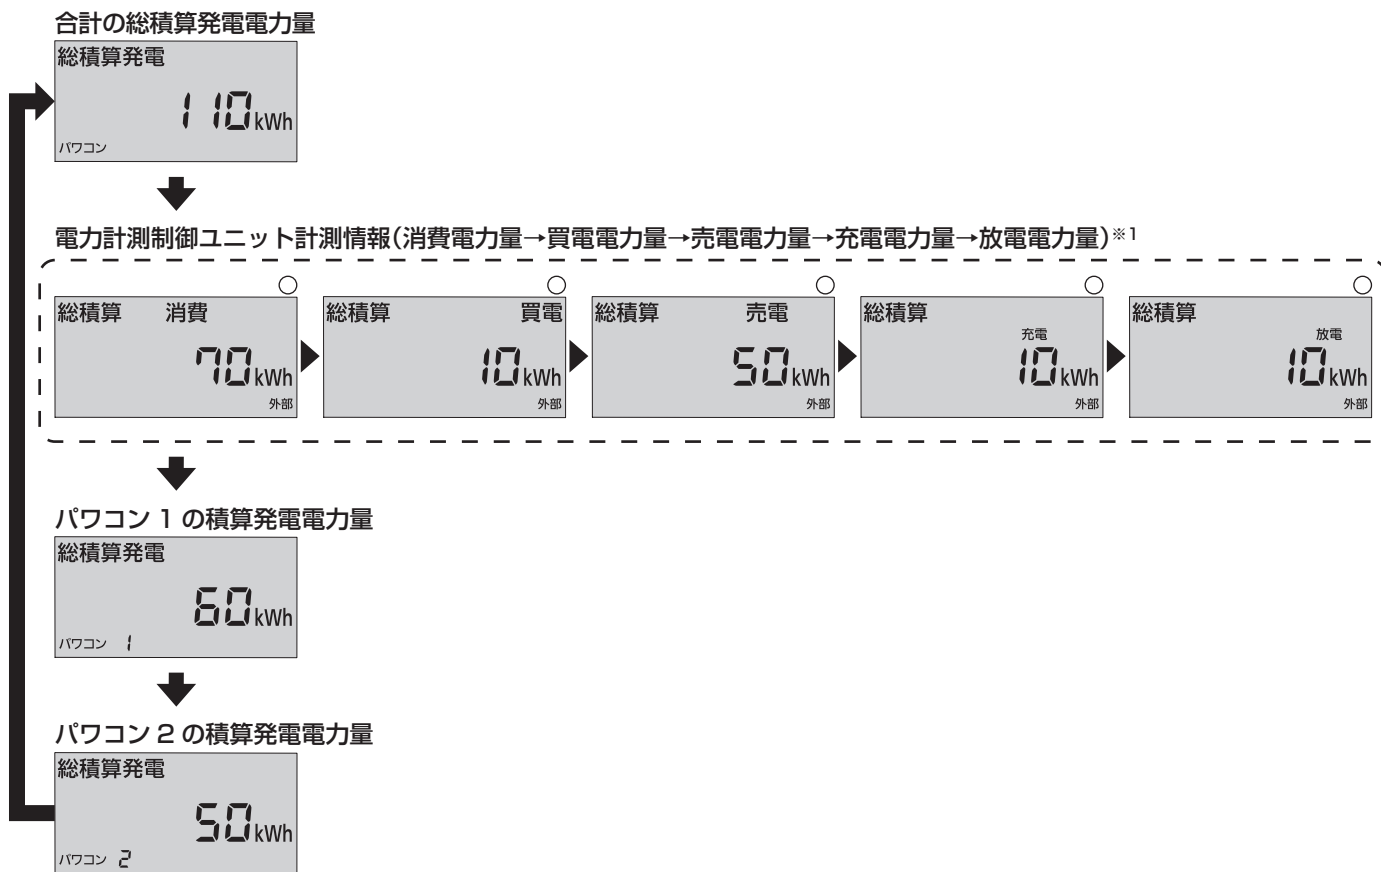 合計の総積算発電電力量
総積算発電
110kWh
パワコン
電力計測制御ユニット計測情報(消費電力量→買電電力量→売電電力量→充電電力量→放電電力量)※1
総積算 消費
70kWh
外部
総積算 買電
10kWh
外部
総積算 売電
50kWh
外部
総積算
充電
10kWh
外部
総積算
放電
10kWh
外部
パワコン 1 の積算発電電力量
総積算発電
60kWh
パワコン 1
パワコン 2 の積算発電電力量
総積算発電
50kWh
パワコン 2